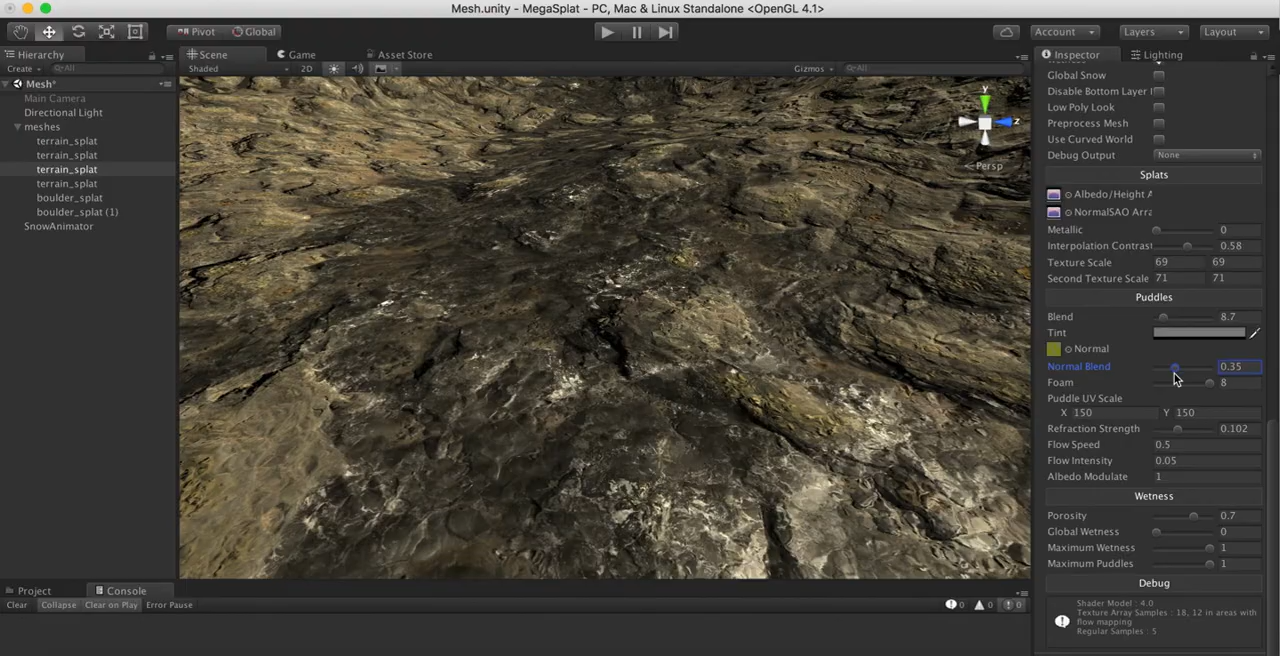 Mesh.unity - MegaSplat - PC, Mac & Linux Standalone <OpenGL 4.1>
Pivot Global Account Layers Layout
Hierarchy Scene Game Asset Store Inspector Lighting
Create All Shaded 2D Gizmos All
Mesh*
Main Camera
Directional Light
meshes
terrain_splat
terrain_splat
terrain_splat
terrain_splat
boulder_splat
boulder_splat (1)
SnowAnimator
y
z
Persp
Global Snow
Disable Bottom Layer
Low Poly Look
Preprocess Mesh
Use Curved World
Debug Output None
Splats
Albedo/Height A
NormalSAO Arra
Metallic 0
Interpolation Contras 0.58
Texture Scale 69 69
Second Texture Scale 71 71
Puddles
Blend 8.7
Tint
Normal
Normal Blend 0.35
Foam 8
Puddle UV Scale
X 150 Y 150
Refraction Strength 0.102
Flow Speed 0.5
Flow Intensity 0.05
Albedo Modulate 1
Wetness
Porosity 0.7
Global Wetness 0
Maximum Wetness 1
Maximum Puddles 1
Debug
Shader Model : 4.0
Texture Array Samples : 18, 12 in areas with
flow mapping
Regular Samples : 5
Project Console
Clear Collapse Clear on Play Error Pause 0 0 0